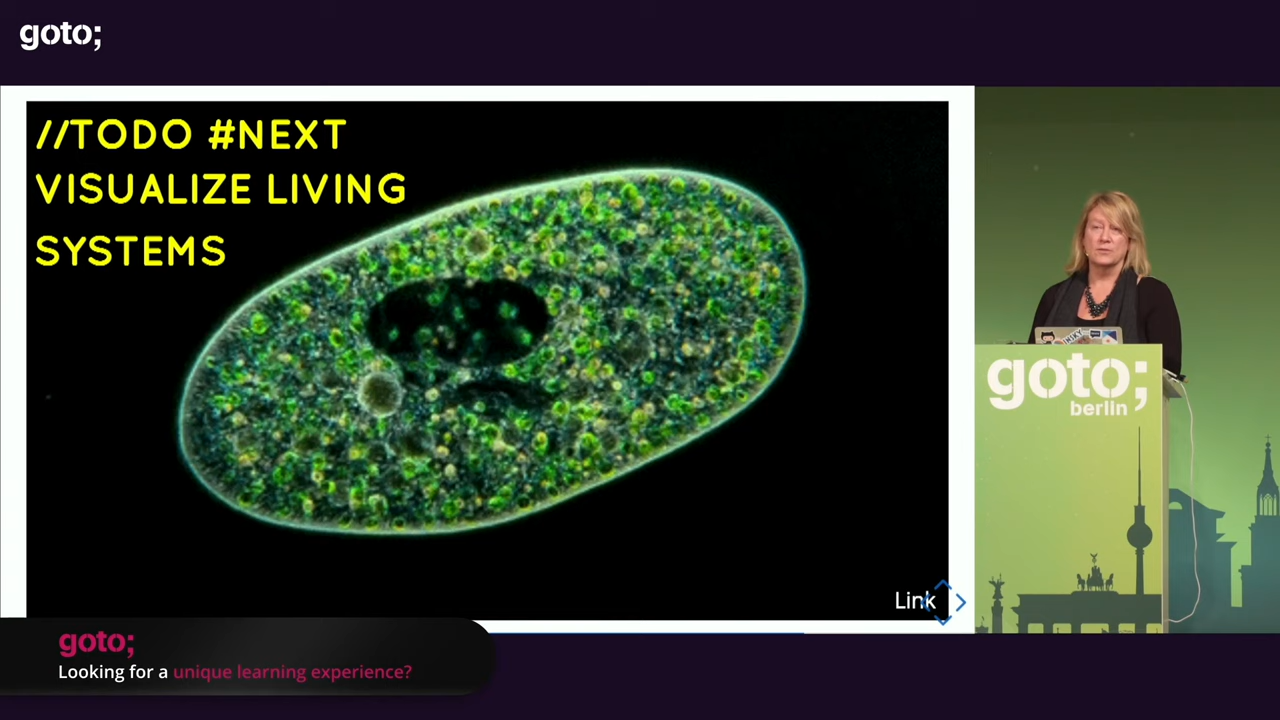 goto;
//TODO #NEXT
VISUALIZE LIVING
SYSTEMS
Link
goto;
berlin
goto;
Looking for a unique learning experience?